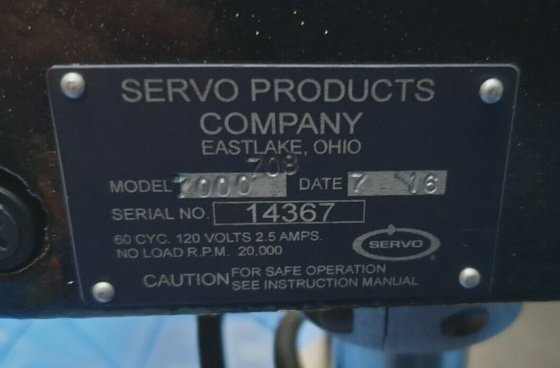 SERVO PRODUCTS
COMPANY
EASTLAKE, OHIO
708
MODEL 7000 DATE 7 16
SERIAL NO. 14367
60 CYC. 120 VOLTS 2.5 AMPS.
NO LOAD R.P.M. 20,000
SERVO
®
CAUTION FOR SAFE OPERATION
SEE INSTRUCTION MANUAL